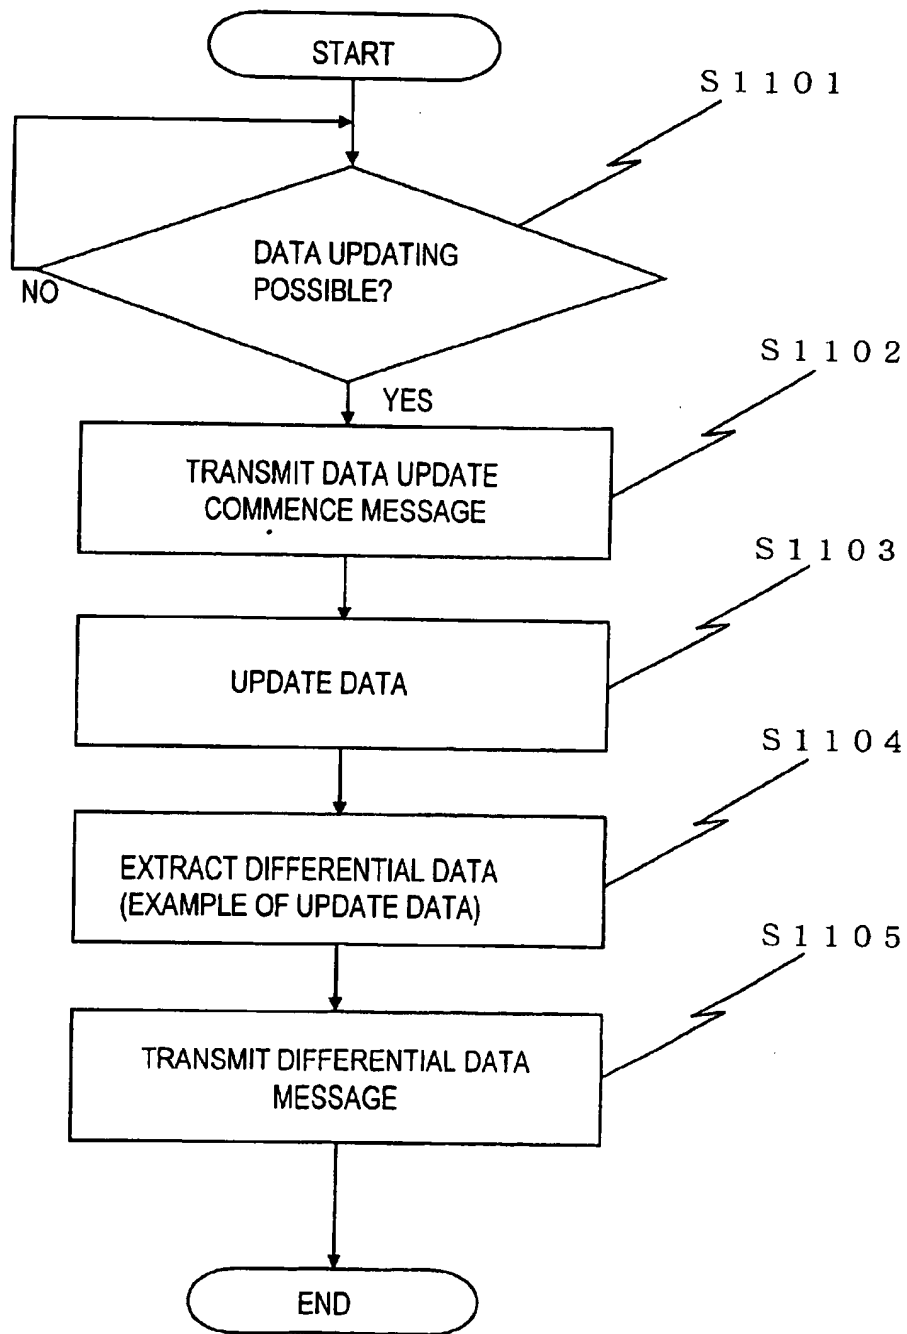 START
S1101
DATA UPDATING
POSSIBLE?
NO
YES
S1102
TRANSMIT DATA UPDATE
COMMENCE MESSAGE
S1103
UPDATE DATA
S1104
EXTRACT DIFFERENTIAL DATA
(EXAMPLE OF UPDATE DATA)
S1105
TRANSMIT DIFFERENTIAL DATA
MESSAGE
END